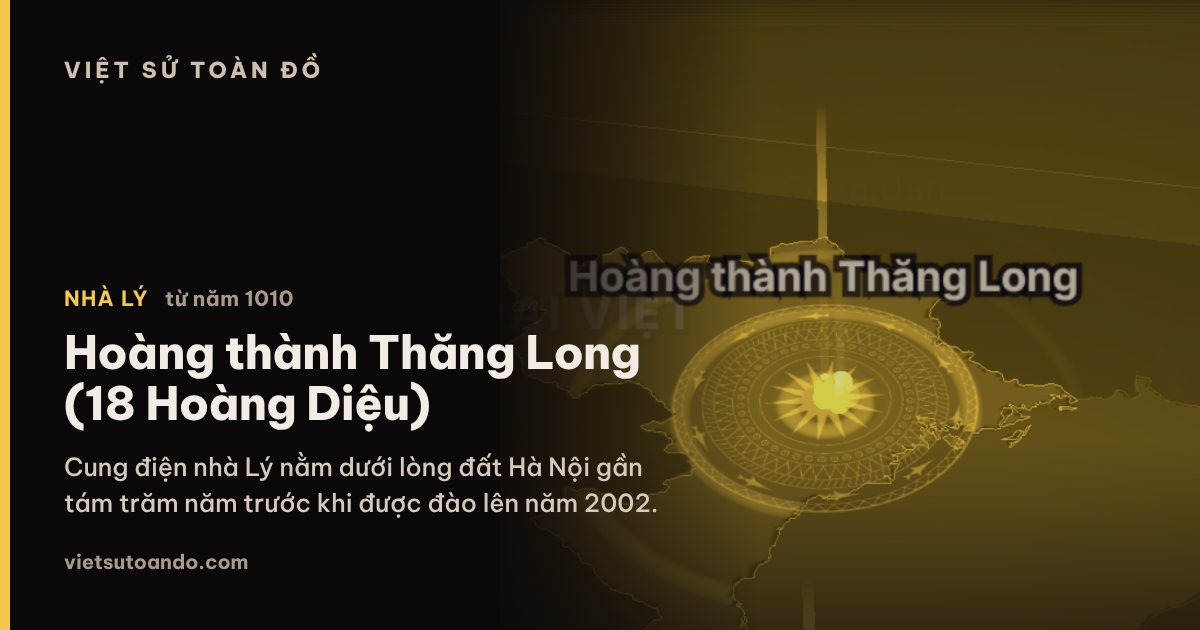 VIỆT SỬ TOÀN ĐỒ
Hoàng thành Thăng Long
NHÀ LÝ từ năm 1010
Hoàng thành Thăng Long
(18 Hoàng Diệu)
Cung điện nhà Lý nằm dưới lòng đất Hà Nội gần
tám trăm năm trước khi được đào lên năm 2002.
vietsutoando.com